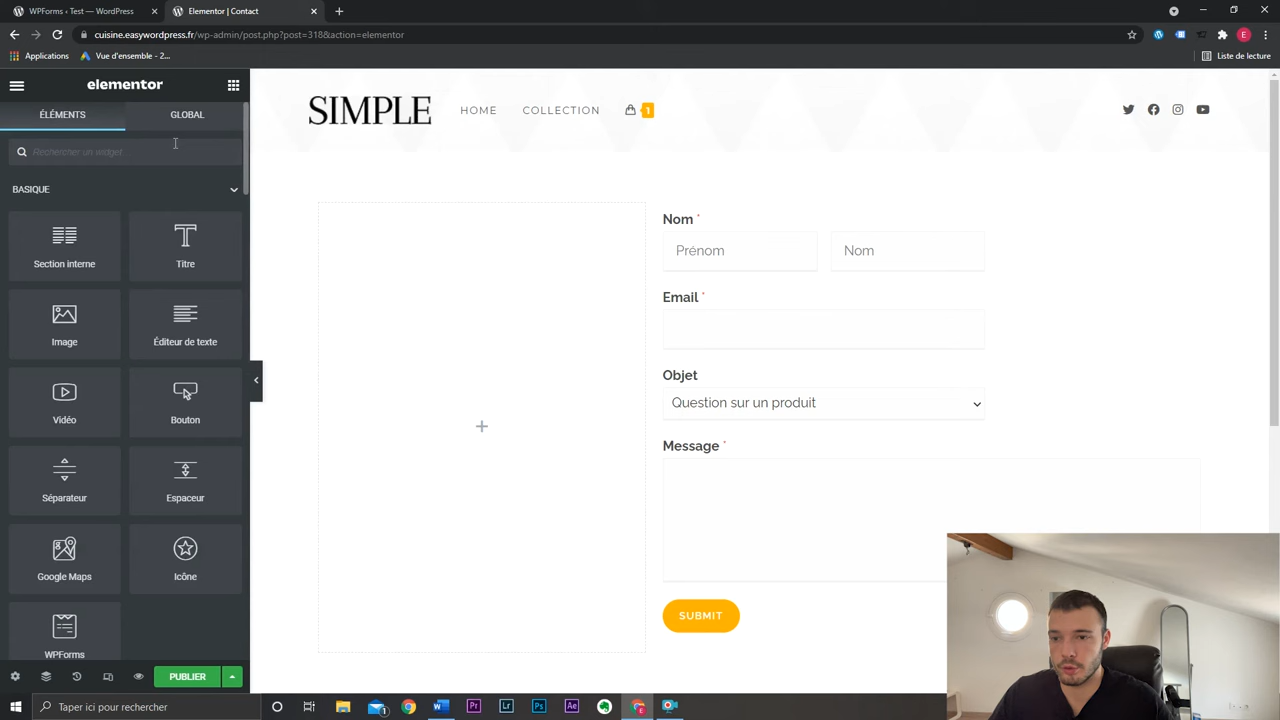 WPForms ‹ Test — WordPress
Elementor | Contact
cuisine.easywordpress.fr/wp-admin/post.php?post=318&action=elementor
Applications
Vue d'ensemble – 2...
Liste de lecture
elementor
ÉLÉMENTS
GLOBAL
Rechercher un widget
BASIQUE
Section interne
Titre
Image
Éditeur de texte
Vidéo
Bouton
Séparateur
Espaceur
Google Maps
Icône
WPForms
PUBLIER
SIMPLE
HOME
COLLECTION
1
Nom *
Prénom
Nom
Email *
Objet
Question sur un produit
Message *
SUBMIT
Taper ici pour rechercher